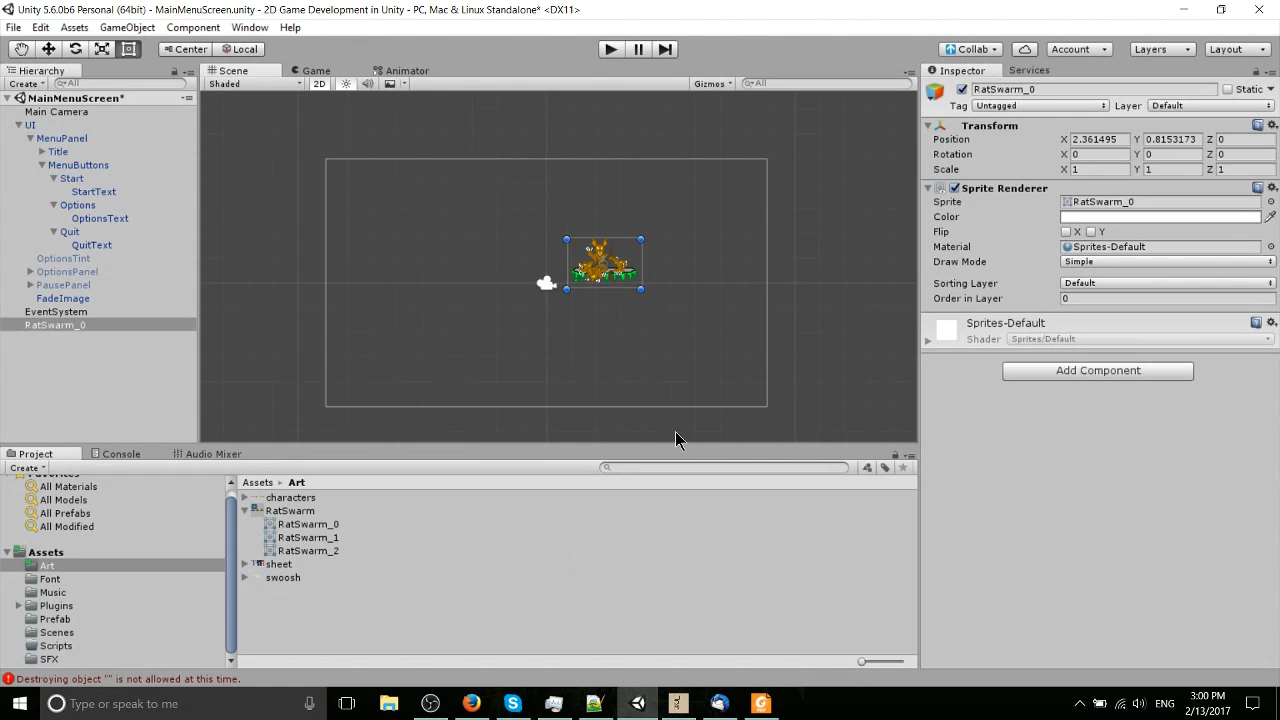 Unity 5.6.0b6 Personal (64bit) - MainMenuScreen.unity - 2D Game Development in Unity - PC, Mac & Linux Standalone* <DX11>
File Edit Assets GameObject Component Window Help
Center Local Collab Account Layers Layout
Hierarchy
Create All
MainMenuScreen*
Main Camera
UI
MenuPanel
Title
MenuButtons
Start
StartText
Options
OptionsText
Quit
QuitText
OptionsTint
OptionsPanel
PausePanel
FadeImage
EventSystem
RatSwarm_0
Scene Game Animator
Shaded 2D Gizmos All
Inspector Services
RatSwarm_0 Static
Tag Untagged Layer Default
Transform
Position X 2.361495 Y 0.8153173 Z 0
Rotation X 0 Y 0 Z 0
Scale X 1 Y 1 Z 1
Sprite Renderer
Sprite RatSwarm_0
Color
Flip X Y
Material Sprites-Default
Draw Mode Simple
Sorting Layer Default
Order in Layer 0
Sprites-Default
Shader Sprites/Default
Add Component
Project Console Audio Mixer
Create
Favorites
All Materials
All Models
All Prefabs
All Modified
Assets
Art
Font
Music
Plugins
Prefab
Scenes
Scripts
SFX
Assets Art
characters
RatSwarm
RatSwarm_0
RatSwarm_1
RatSwarm_2
sheet
swoosh
Destroying object "" is not allowed at this time.
Type here to search
ENG
3:00 PM
2/13/2017